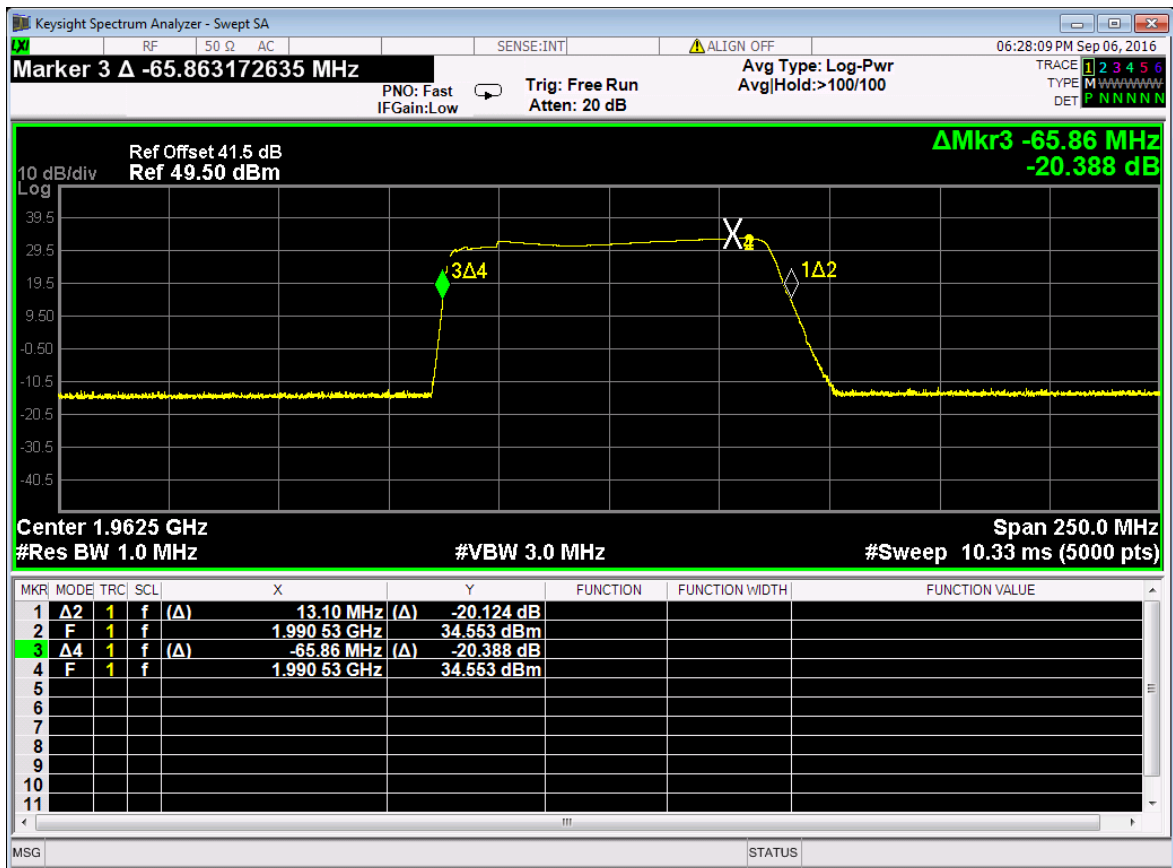 Keysight Spectrum Analyzer - Swept SA
LXI RF 50 Ω AC SENSE:INT ALIGN OFF 06:28:09 PM Sep 06, 2016
Marker 3 Δ -65.863172635 MHz
PNO: Fast
IFGain:Low
Trig: Free Run
Atten: 20 dB
Avg Type: Log-Pwr
Avg|Hold:>100/100
TRACE 1 2 3 4 5 6
TYPE M WWWWW
DET P N N N N N
ΔMkr3 -65.86 MHz
-20.388 dB
Ref Offset 41.5 dB
10 dB/div Ref 49.50 dBm
Log
39.5
29.5
19.5
9.50
-0.50
-10.5
-20.5
-30.5
-40.5
3Δ4
1Δ2
Center 1.9625 GHz Span 250.0 MHz
#Res BW 1.0 MHz #VBW 3.0 MHz #Sweep 10.33 ms (5000 pts)
MKR MODE TRC SCL X Y FUNCTION FUNCTION WIDTH FUNCTION VALUE
1 Δ2 1 f (Δ) 13.10 MHz (Δ) -20.124 dB
2 F 1 f 1.990 53 GHz 34.553 dBm
3 Δ4 1 f (Δ) -65.86 MHz (Δ) -20.388 dB
4 F 1 f 1.990 53 GHz 34.553 dBm
5
6
7
8
9
10
11
MSG STATUS